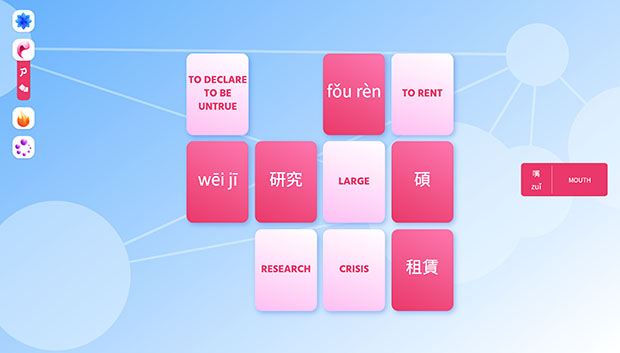 TO DECLARE
TO BE
UNTRUE
fǒu rèn
TO RENT
wēi jī
研究
LARGE
碩
嘴
zuǐ
MOUTH
RESEARCH
CRISIS
租賃